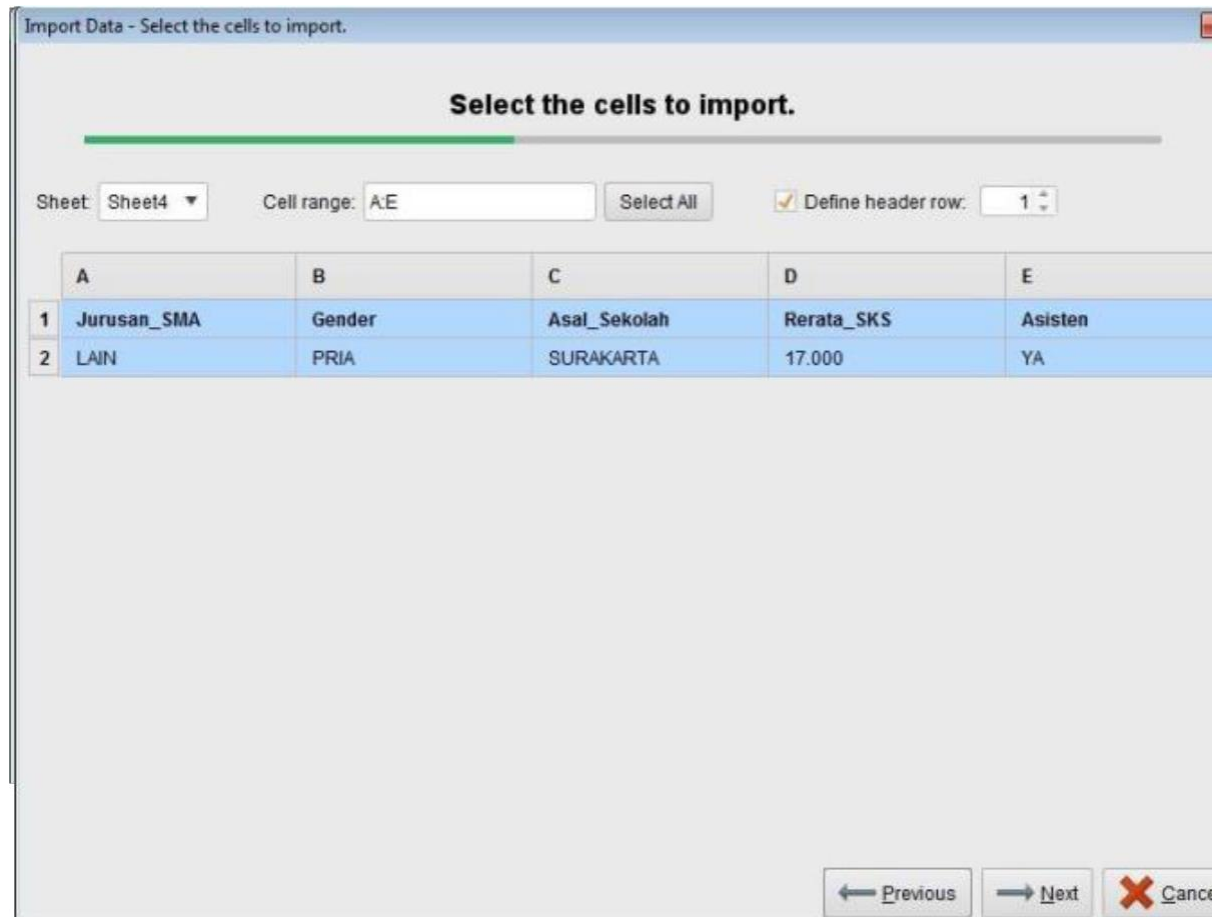 Import Data - Select the cells to import.
Select the cells to import.
Sheet: Sheet4 Cell range: A:E Select All Define header row: 1
A B C D E
1 Jurusan_SMA Gender Asal_Sekolah Rerata_SKS Asisten
2 LAIN PRIA SURAKARTA 17.000 YA
Previous Next Cance